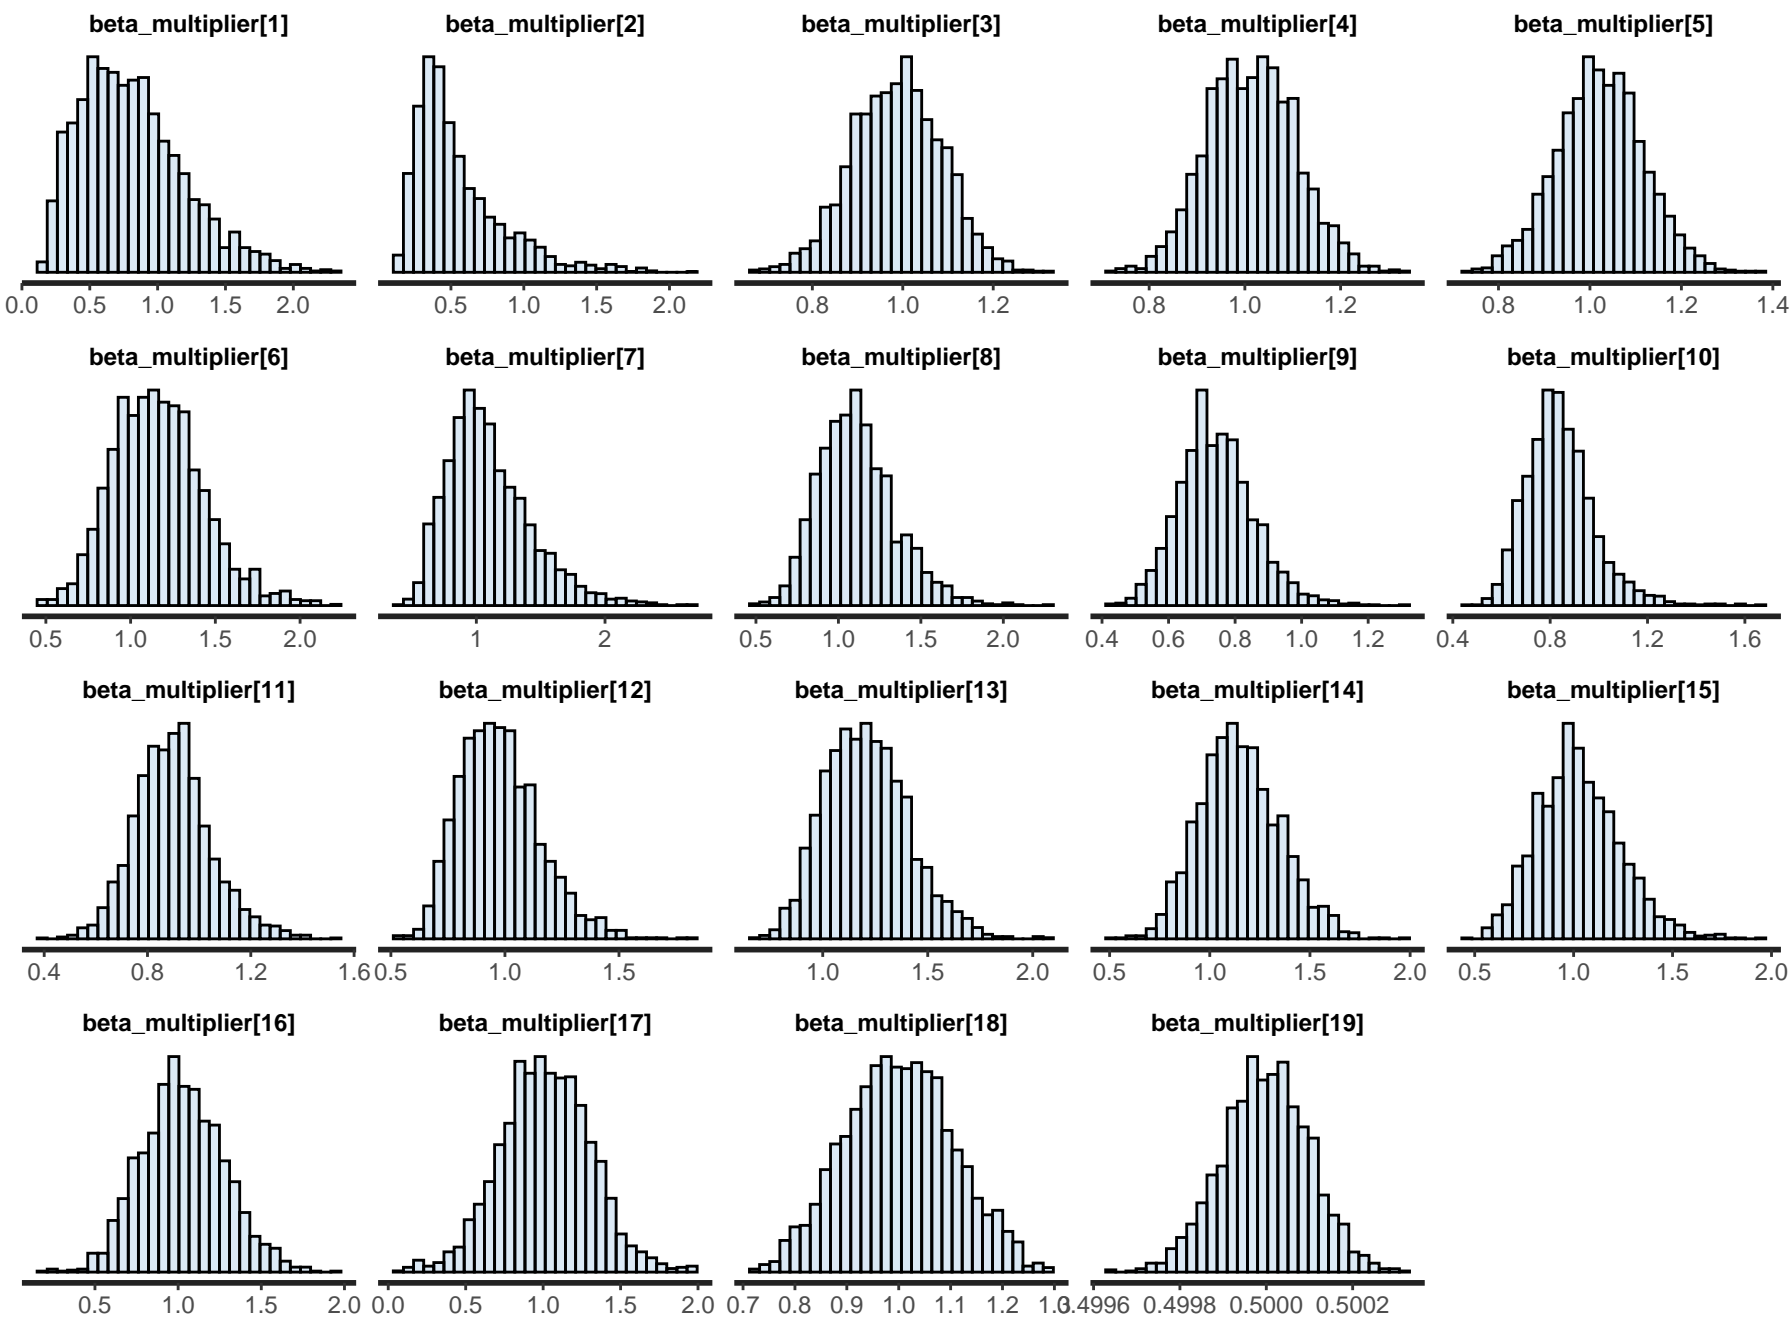 beta_multiplier[1] beta_multiplier[2] beta_multiplier[3] beta_multiplier[4] beta_multiplier[5]
0.0 0.5 1.0 1.5 2.0 0.5 1.0 1.5 2.0 0.8 1.0 1.2 0.8 1.0 1.2 0.8 1.0 1.2 1.4
beta_multiplier[6] beta_multiplier[7] beta_multiplier[8] beta_multiplier[9] beta_multiplier[10]
0.5 1.0 1.5 2.0 1 2 0.5 1.0 1.5 2.0 0.4 0.6 0.8 1.0 1.2 0.4 0.8 1.2 1.6
beta_multiplier[11] beta_multiplier[12] beta_multiplier[13] beta_multiplier[14] beta_multiplier[15]
0.4 0.8 1.2 1.6 0.5 1.0 1.5 1.0 1.5 2.0 0.5 1.0 1.5 2.0 0.5 1.0 1.5 2.0
beta_multiplier[16] beta_multiplier[17] beta_multiplier[18] beta_multiplier[19]
0.5 1.0 1.5 2.0 0.0 0.5 1.0 1.5 2.0 0.7 0.8 0.9 1.0 1.1 1.2 0.4998 0.5000 0.5002